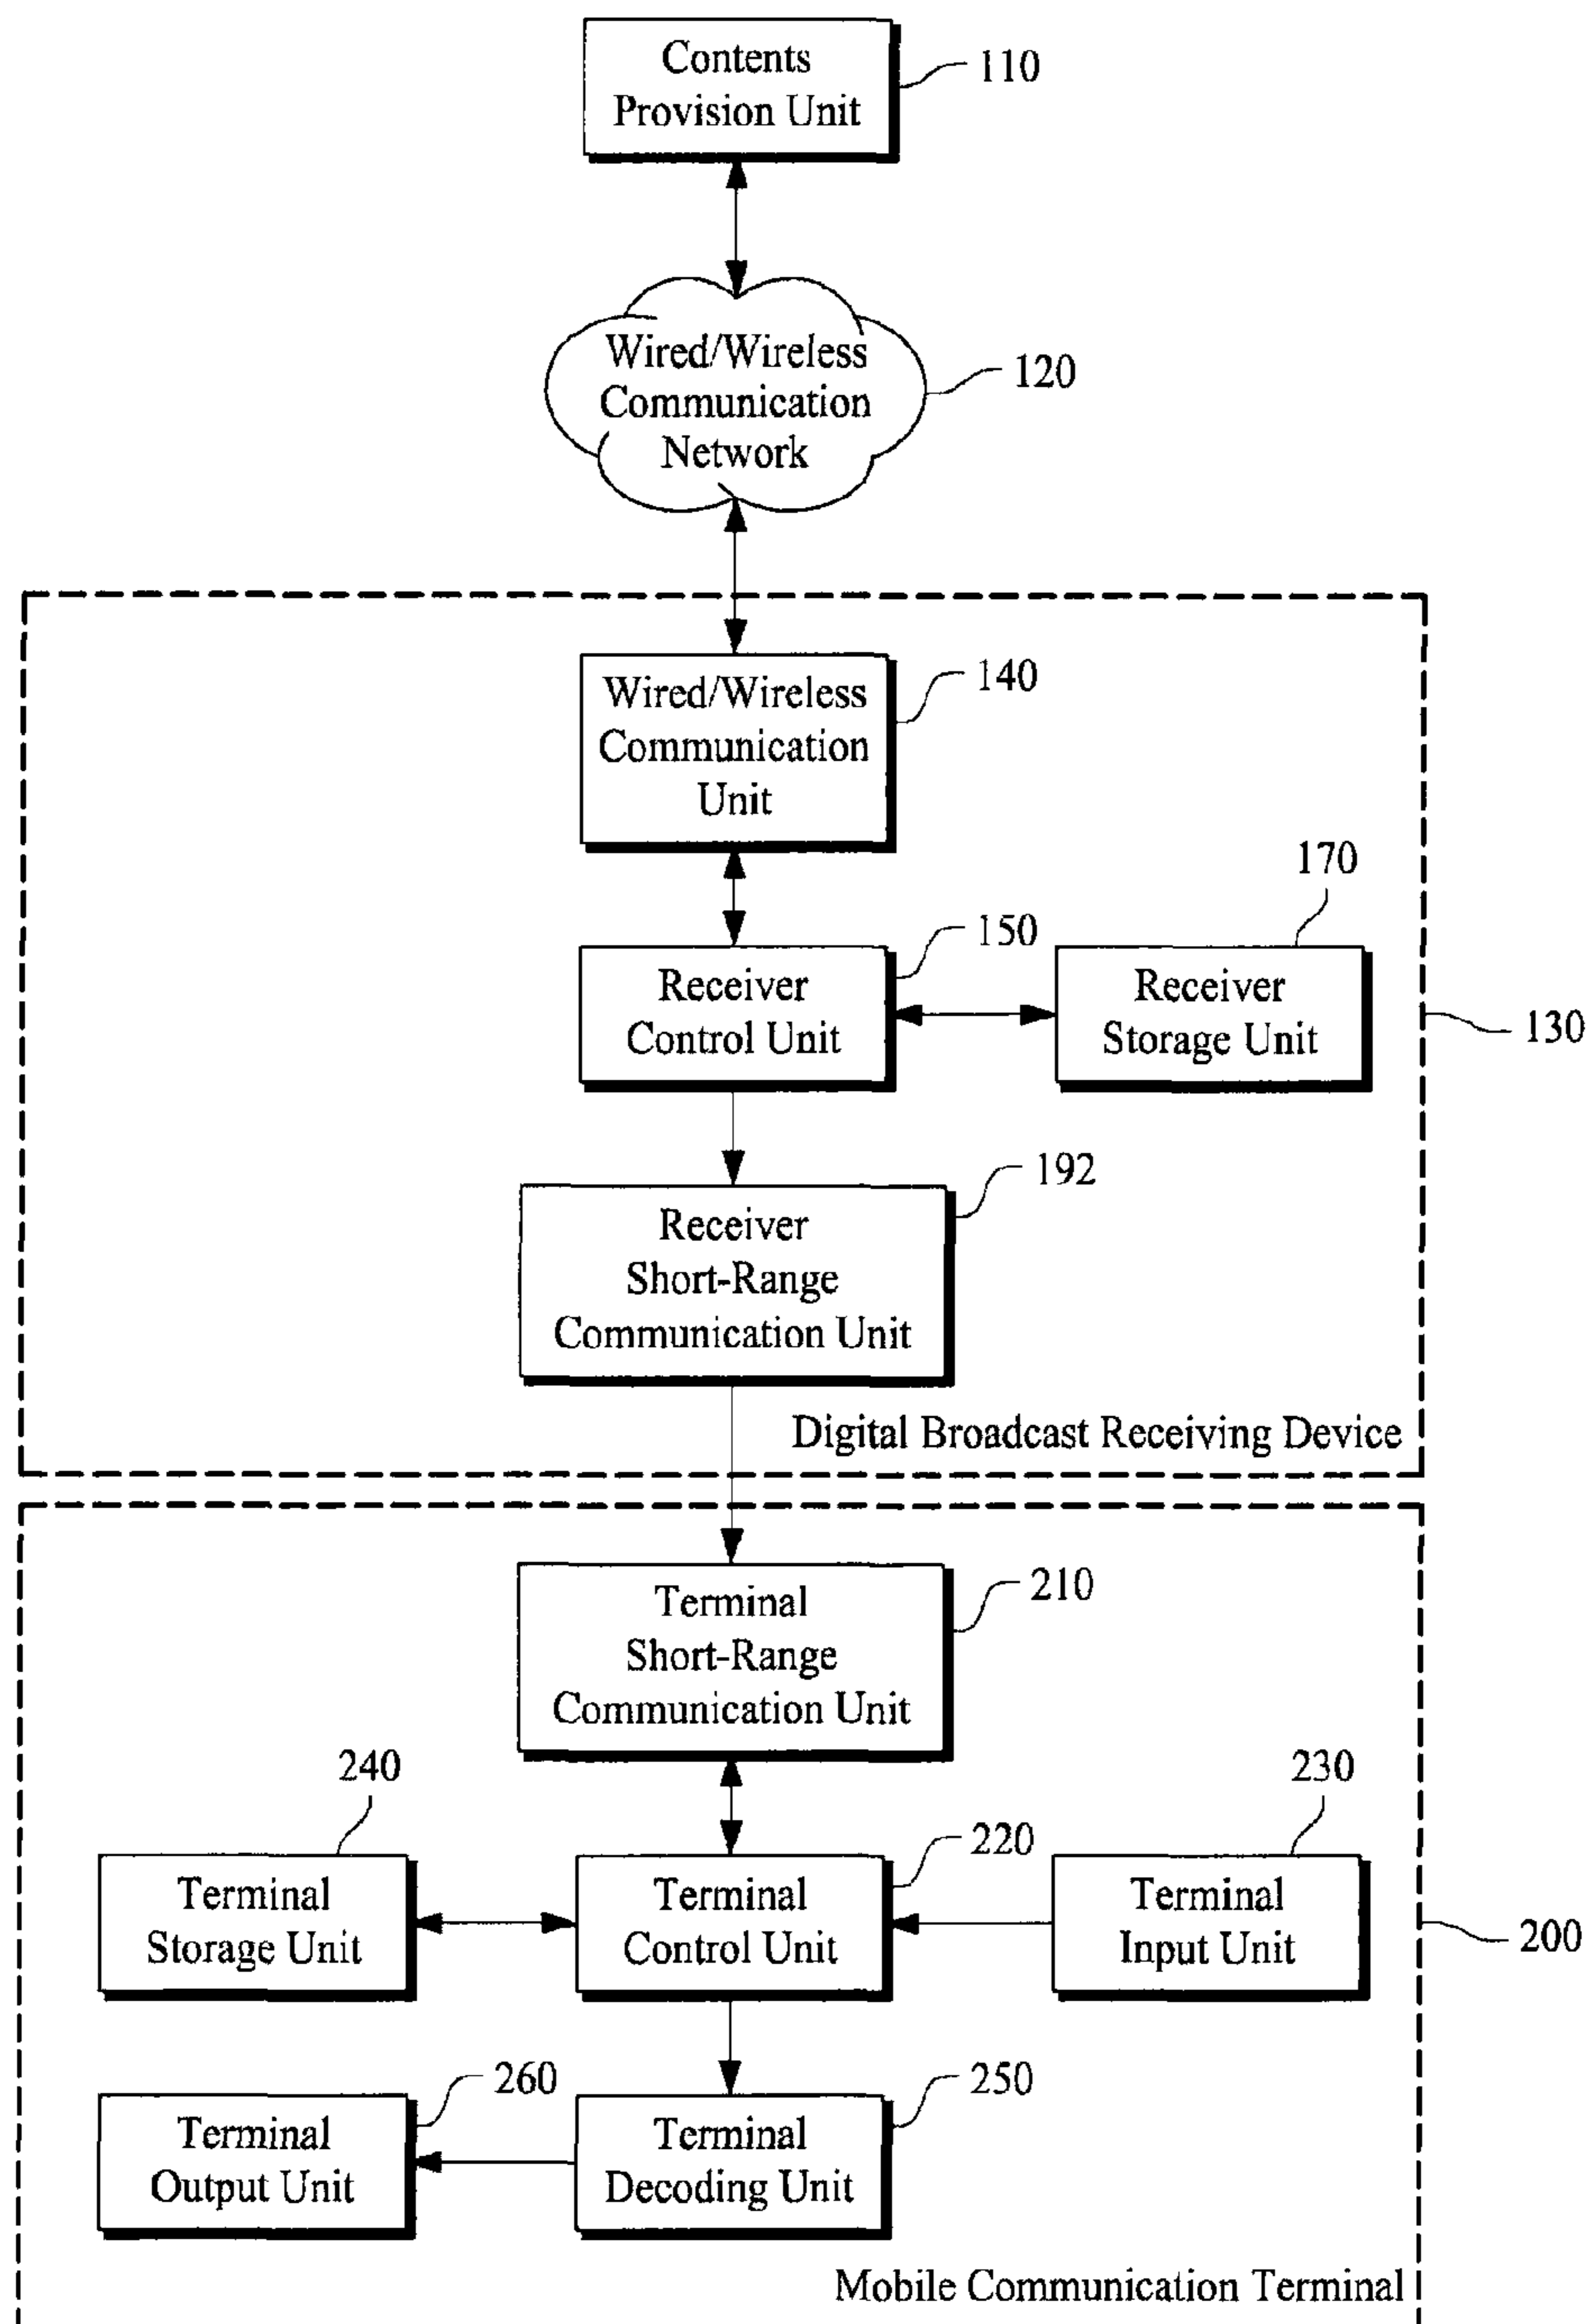 Contents
Provision Unit
110
Wired/Wireless
Communication
Network
120
Wired/Wireless
Communication
Unit
140
170
150
Receiver
Control Unit
Receiver
Storage Unit
130
192
Receiver
Short-Range
Communication Unit
Digital Broadcast Receiving Device
210
Terminal
Short-Range
Communication Unit
240
230
220
Terminal
Storage Unit
Terminal
Control Unit
Terminal
Input Unit
200
260
250
Terminal
Output Unit
Terminal
Decoding Unit
Mobile Communication Terminal